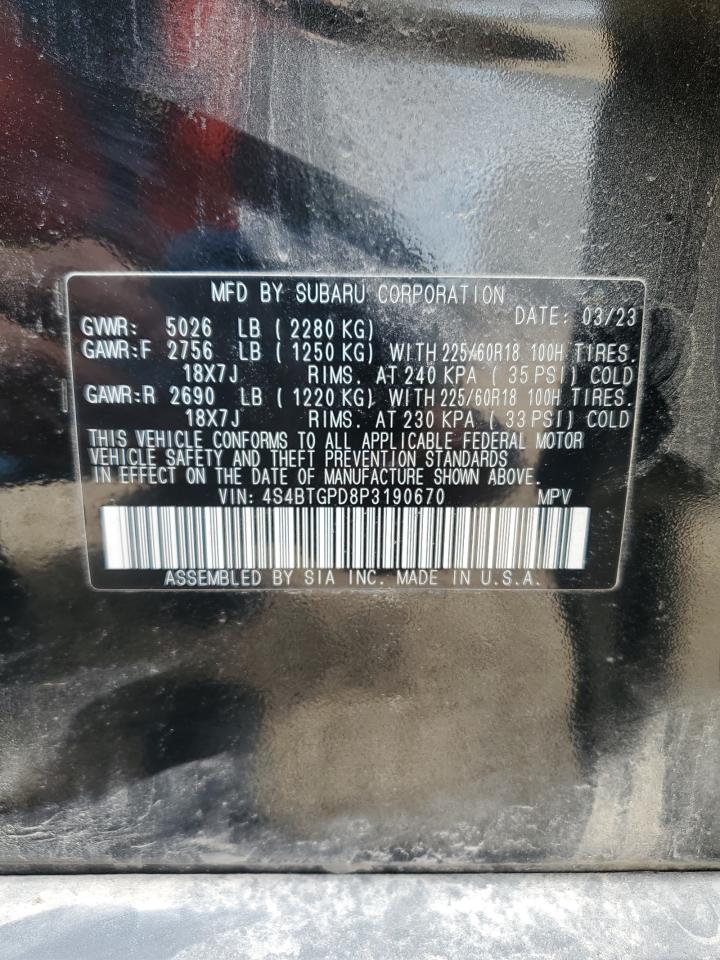 MFD BY SUBARU CORPORATION
DATE: 03/23
GVWR: 5026 LB ( 2280 KG)
GAWR:F 2756 LB ( 1250 KG) WITH 225/60R18 100H TIRES.
18X7J RIMS. AT 240 KPA ( 35 PSI) COLD
GAWR:R 2690 LB ( 1220 KG) WITH 225/60R18 100H TIRES.
18X7J RIMS. AT 230 KPA ( 33 PSI) COLD
THIS VEHICLE CONFORMS TO ALL APPLICABLE FEDERAL MOTOR
VEHICLE SAFETY AND THEFT PREVENTION STANDARDS
IN EFFECT ON THE DATE OF MANUFACTURE SHOWN ABOVE.
VIN: 4S4BTGPD8P3190670 MPV
ASSEMBLED BY SIA INC. MADE IN U.S.A.